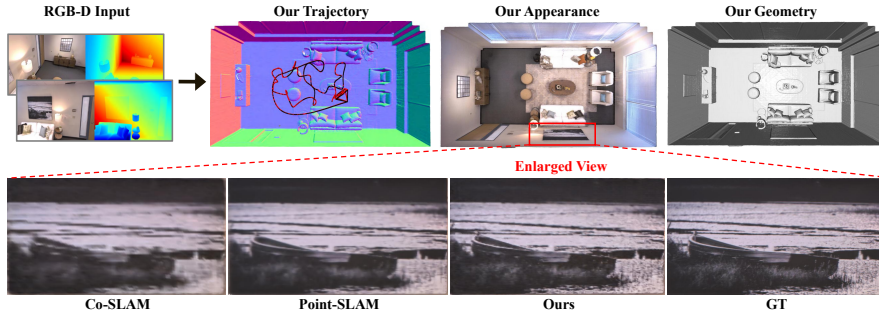 RGB-D Input
Our Trajectory
Our Appearance
Our Geometry
Enlarged View
Co-SLAM
Point-SLAM
Ours
GT